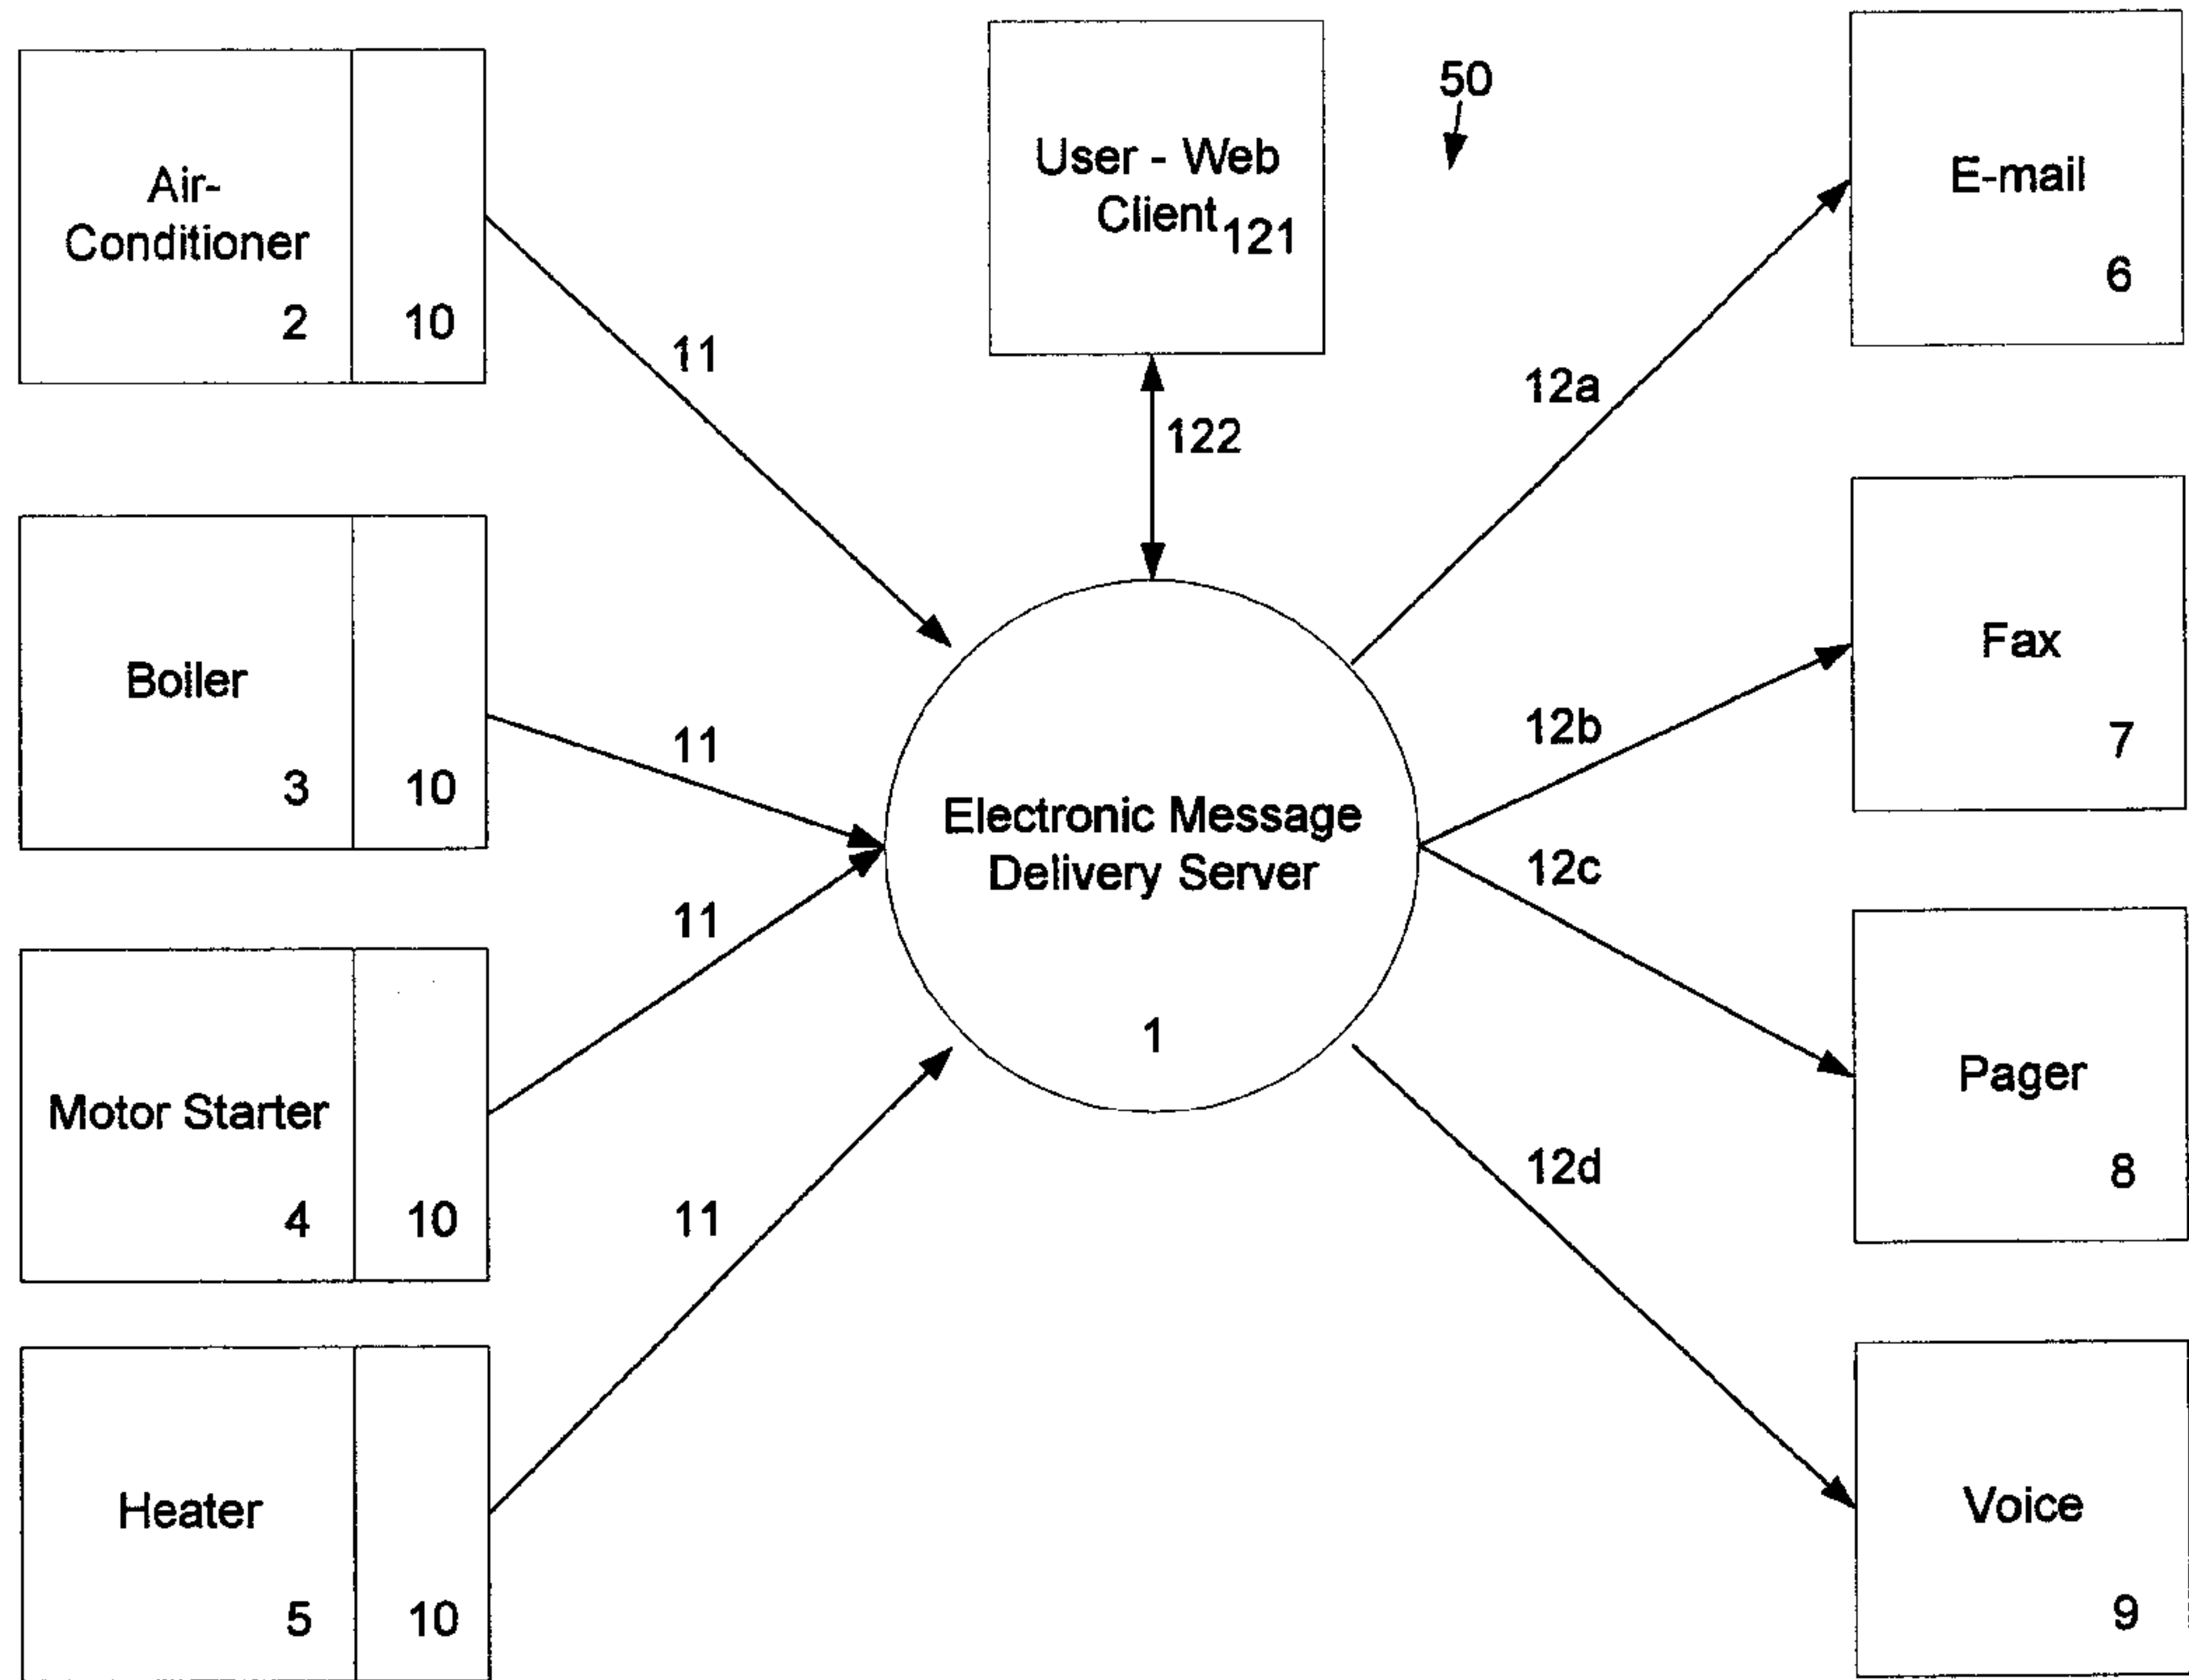 Air-
Conditioner
2
10
11
Boiler
3
10
11
Motor Starter
4
10
11
Heater
5
10
11
User - Web
Client 121
122
50
Electronic Message
Delivery Server
1
12a
E-mail
6
12b
Fax
7
12c
Pager
8
12d
Voice
9